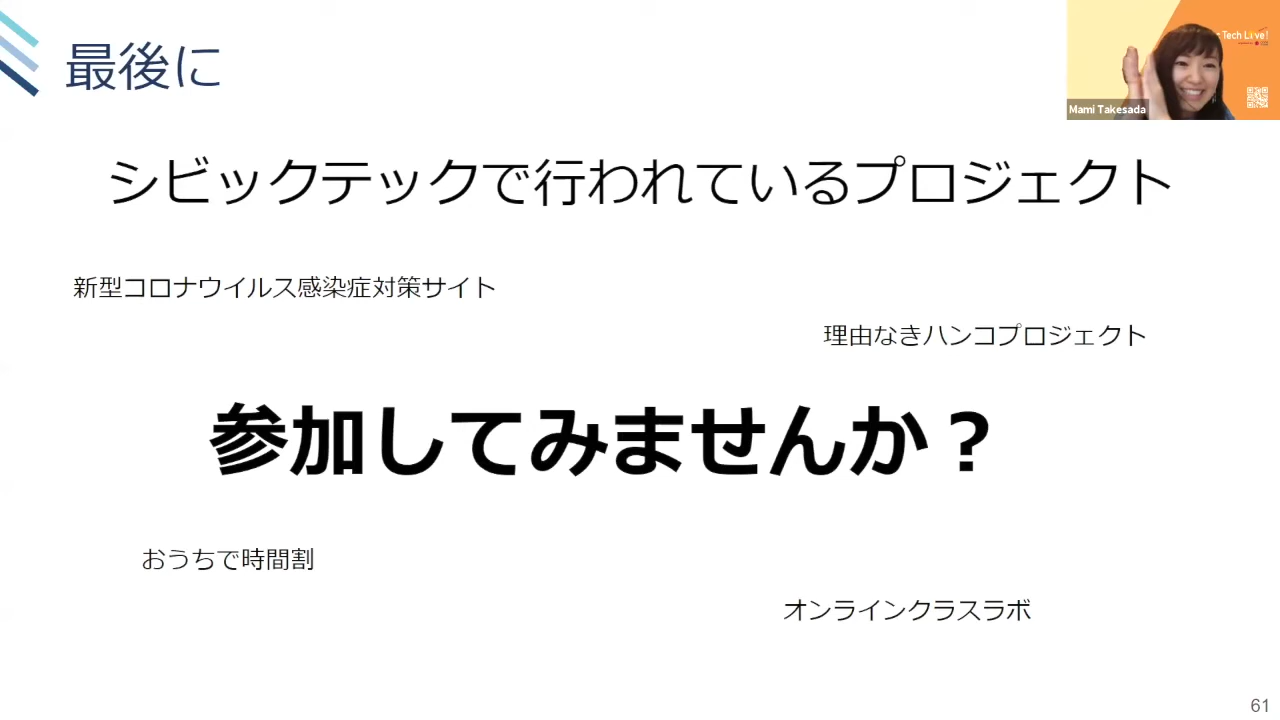 最後に
Tech Live!
Mami Takesada
シビックテックで行われているプロジェクト
新型コロナウイルス感染症対策サイト
理由なきハンコプロジェクト
参加してみませんか？
おうちで時間割
オンラインクラスラボ
61